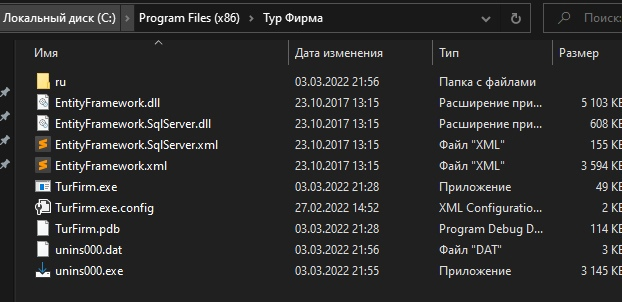 Локальный диск (C:) > Program Files (x86) > Тур Фирма Поиск:
Имя Дата изменения Тип Размер
ru 03.03.2022 21:56 Папка с файлами
EntityFramework.dll 23.10.2017 13:15 Расширение при... 5 103 КБ
EntityFramework.SqlServer.dll 23.10.2017 13:15 Расширение при... 608 КБ
EntityFramework.SqlServer.xml 23.10.2017 13:15 Файл "XML" 155 КБ
EntityFramework.xml 23.10.2017 13:15 Файл "XML" 3 594 КБ
TurFirm.exe 03.03.2022 21:28 Приложение 49 КБ
TurFirm.exe.config 27.02.2022 14:52 XML Configuratio... 2 КБ
TurFirm.pdb 03.03.2022 21:28 Program Debug D... 114 КБ
unins000.dat 03.03.2022 21:56 Файл "DAT" 3 КБ
unins000.exe 03.03.2022 21:55 Приложение 3 145 КБ